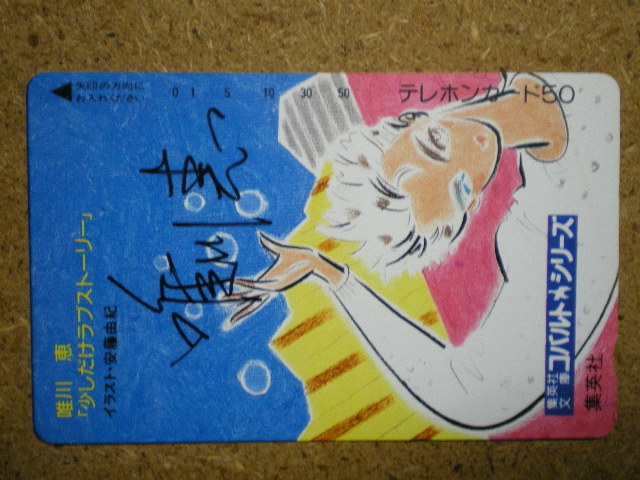 テレホンカード50
矢印の方向に
お入れください
0 1 5 10 30 50
唯川恵
唯川 恵
「少しだけラブストーリー」
イラスト・安藤由紀
集英社
文庫
コバルト★シリーズ
集英社